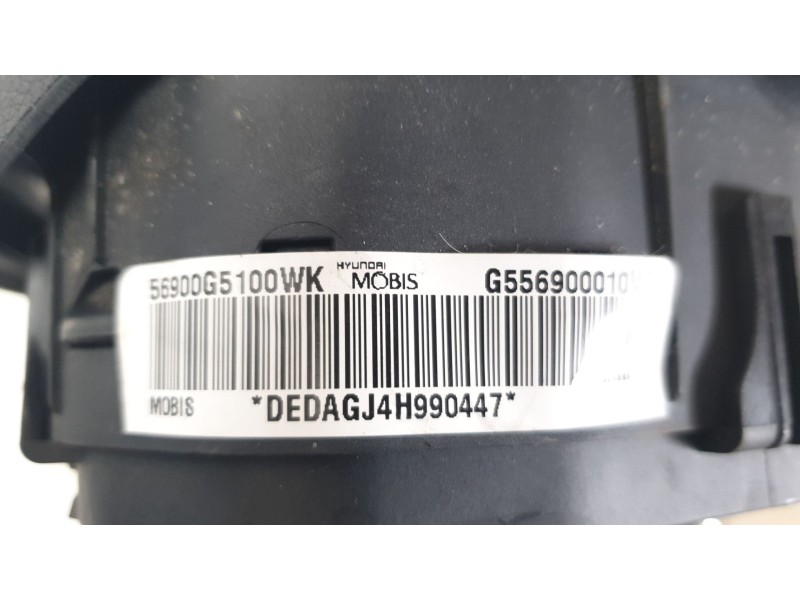 56900G5100WK HYUNDAI MOBIS G556900010
MOBIS *DEDAGJ4H990447*